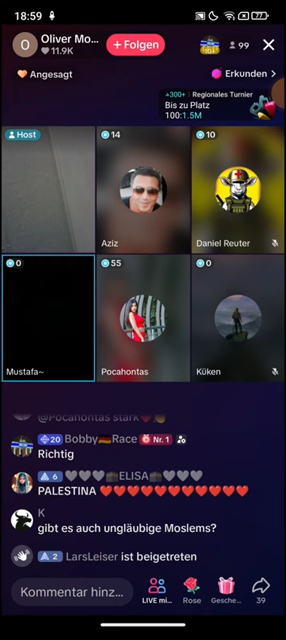 18:59
77
O
Oliver Mo...
11.9K
+ Folgen
99
Angesagt
Erkunden
+300↑ Regionales Turnier
Bis zu Platz
100:1.5M
Host
14
10
Aziz
Daniel Reuter
0
55
0
Mustafa~
Pocahontas
Küken
@Pocahontas stark
20 Bobby🇩🇪Race Nr. 1
Richtig
6 🩶🩶🩶ELISA🩶🩶🩶
PALESTINA ❤️❤️❤️❤️❤️❤️❤️❤️❤️❤️❤️❤️
K
gibt es auch ungläubige Moslems?
2 LarsLeiser ist beigetreten
Kommentar hinz...
LIVE mi...
Rose
Gesche...
39